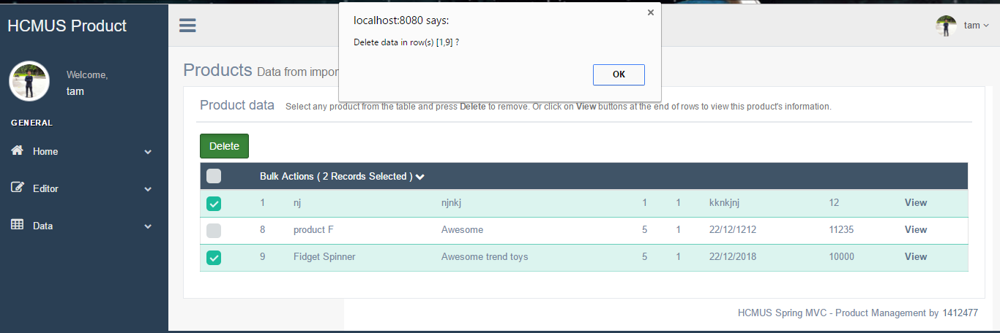 HCMUS Product
localhost:8080 says:
Delete data in row(s) [1,9] ?
OK
tam
Welcome,
tam
GENERAL
Home
Editor
Data
Products Data from impor
Product data Select any product from the table and press Delete to remove. Or click on View buttons at the end of rows to view this product's information.
Delete
Bulk Actions ( 2 Records Selected )
1 nj njnkj 1 1 kknkjnj 12 View
8 product F Awesome 5 1 22/12/1212 11235 View
9 Fidget Spinner Awesome trend toys 5 1 22/12/2018 10000 View
HCMUS Spring MVC - Product Management by 1412477